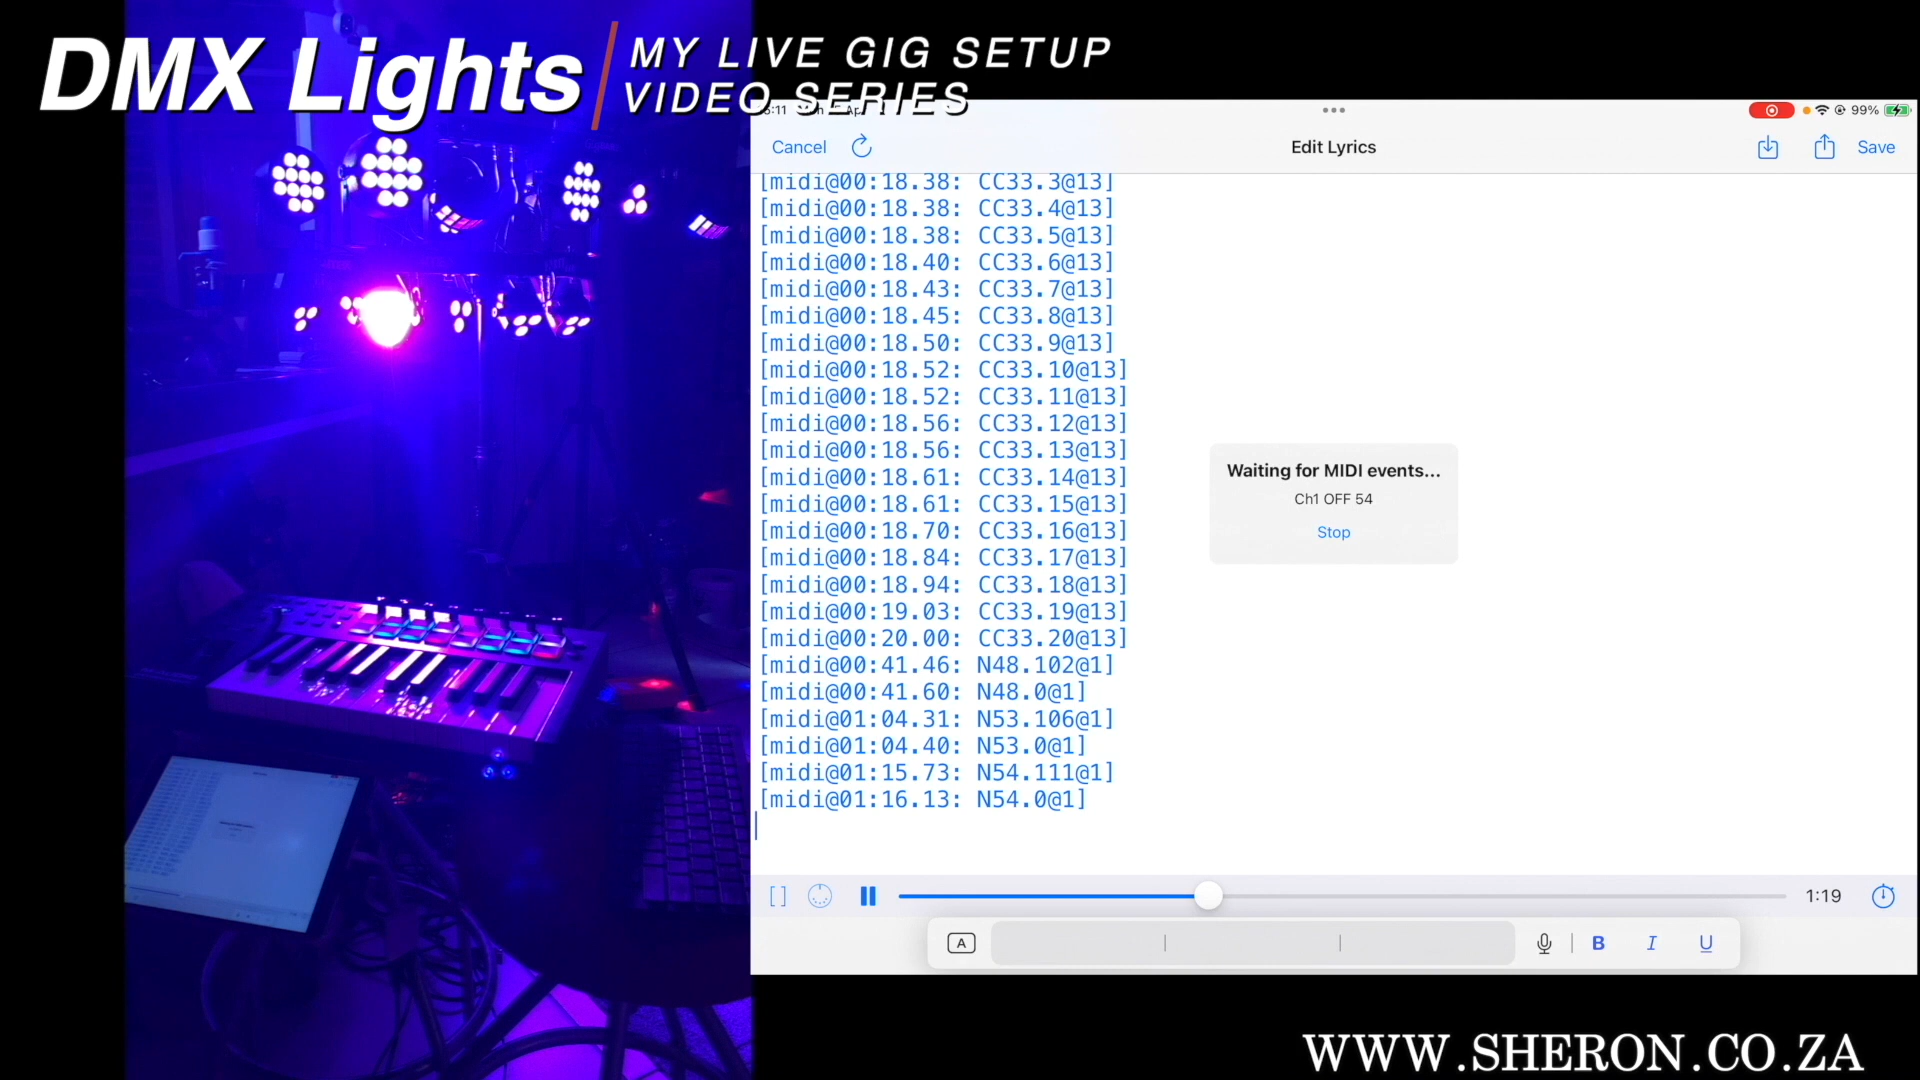 DMX Lights
MY LIVE GIG SETUP
VIDEO SERIES
99%
Cancel
Edit Lyrics
Save
[midi@00:18.38: CC33.3@13]
[midi@00:18.38: CC33.4@13]
[midi@00:18.38: CC33.5@13]
[midi@00:18.40: CC33.6@13]
[midi@00:18.43: CC33.7@13]
[midi@00:18.45: CC33.8@13]
[midi@00:18.50: CC33.9@13]
[midi@00:18.52: CC33.10@13]
[midi@00:18.52: CC33.11@13]
[midi@00:18.56: CC33.12@13]
[midi@00:18.56: CC33.13@13]
[midi@00:18.61: CC33.14@13]
[midi@00:18.61: CC33.15@13]
[midi@00:18.70: CC33.16@13]
[midi@00:18.84: CC33.17@13]
[midi@00:18.94: CC33.18@13]
[midi@00:19.03: CC33.19@13]
[midi@00:20.00: CC33.20@13]
[midi@00:41.46: N48.102@1]
[midi@00:41.60: N48.0@1]
[midi@01:04.31: N53.106@1]
[midi@01:04.40: N53.0@1]
[midi@01:15.73: N54.111@1]
[midi@01:16.13: N54.0@1]
Waiting for MIDI events...
Ch1 OFF 54
Stop
[ ]
1:19
A
B I U
WWW.SHERON.CO.ZA